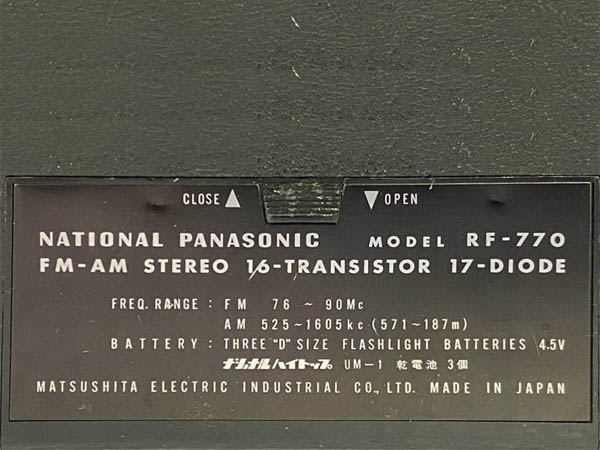 CLOSE ▲ ▼ OPEN
NATIONAL PANASONIC MODEL RF-770
FM-AM STEREO 16-TRANSISTOR 17-DIODE
FREQ. RANGE : FM 76 ~ 90Mc
AM 525~1605kc (571~187m)
BATTERY : THREE "D" SIZE FLASHLIGHT BATTERIES 4.5V
ナショナルハイトップ UM-1 乾電池 3個
MATSUSHITA ELECTRIC INDUSTRIAL CO., LTD. MADE IN JAPAN